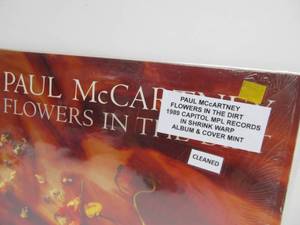 PAUL McCARTNEY
FLOWERS IN THE
PAUL McCARTNEY
FLOWERS IN THE DIRT
1989 CAPITOL MPL RECORDS
IN SHRINK WARP
ALBUM & COVER MINT
CLEANED